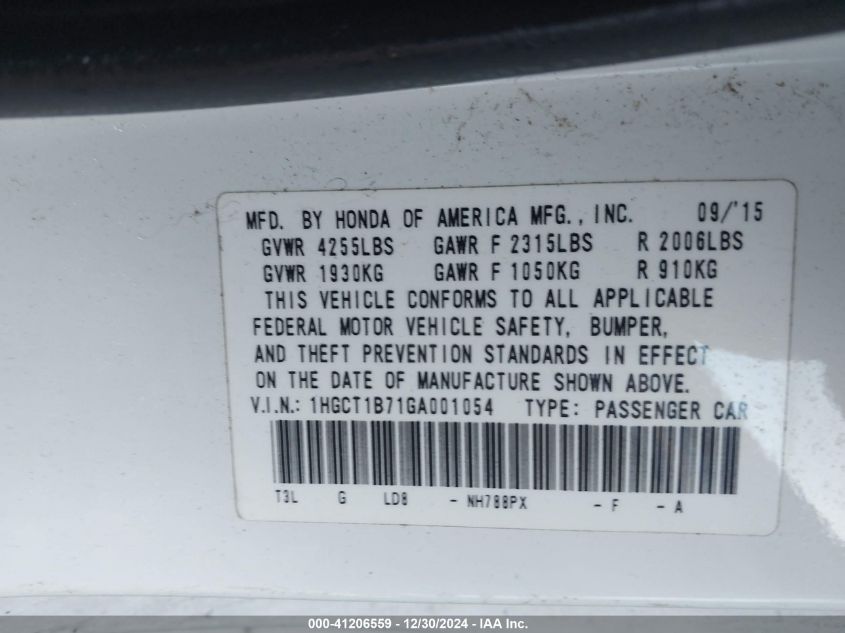 MFD. BY HONDA OF AMERICA MFG., INC. 09/'15
GVWR 4255LBS GAWR F 2315LBS R 2006LBS
GVWR 1930KG GAWR F 1050KG R 910KG
THIS VEHICLE CONFORMS TO ALL APPLICABLE
FEDERAL MOTOR VEHICLE SAFETY, BUMPER,
AND THEFT PREVENTION STANDARDS IN EFFECT
ON THE DATE OF MANUFACTURE SHOWN ABOVE.
V.I.N.: 1HGCT1B71GA001054 TYPE: PASSENGER CAR
T3L G LD8 - NH788PX - F - A
000-41206559 - 12/30/2024 - IAA Inc.